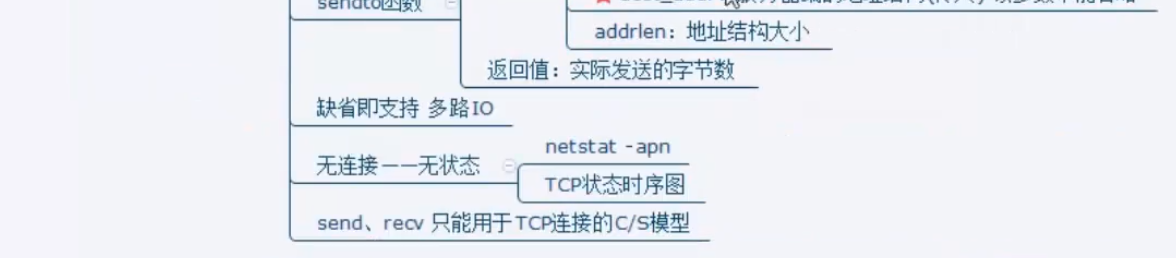 sendto函数
addrlen：地址结构大小
返回值：实际发送的字节数
缺省即支持 多路IO
无连接——无状态
netstat -apn
TCP状态时序图
send、recv 只能用于TCP连接的C/S模型